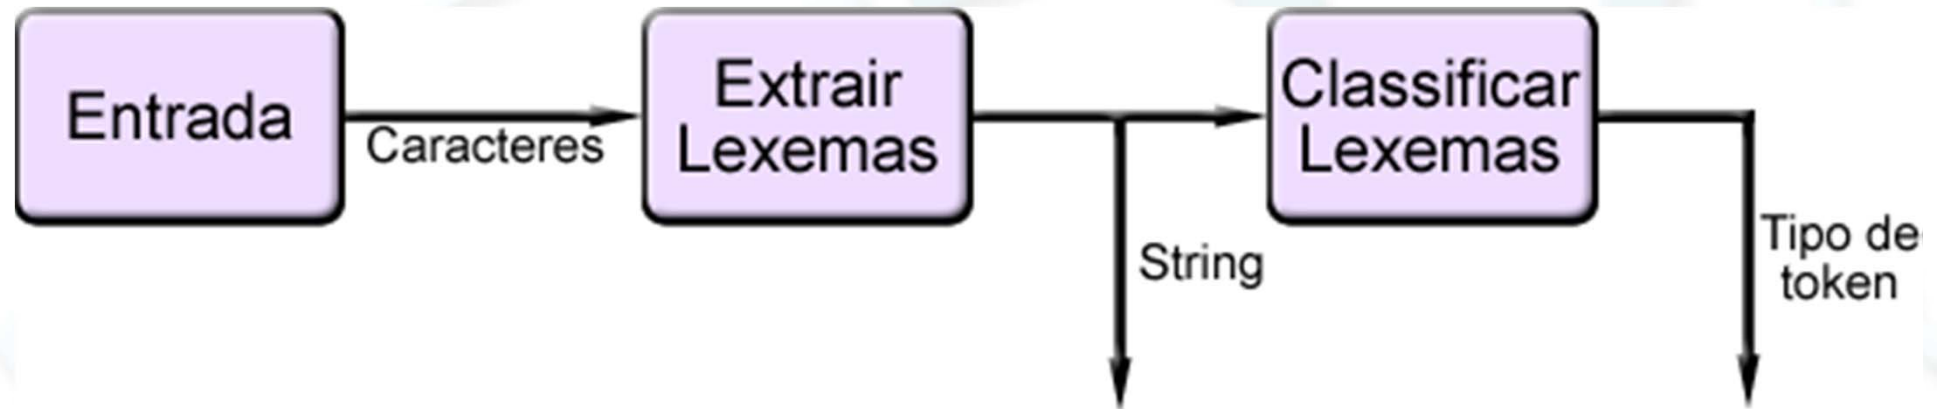 Entrada
Caracteres
Extrair
Lexemas
String
Classificar
Lexemas
Tipo de
token